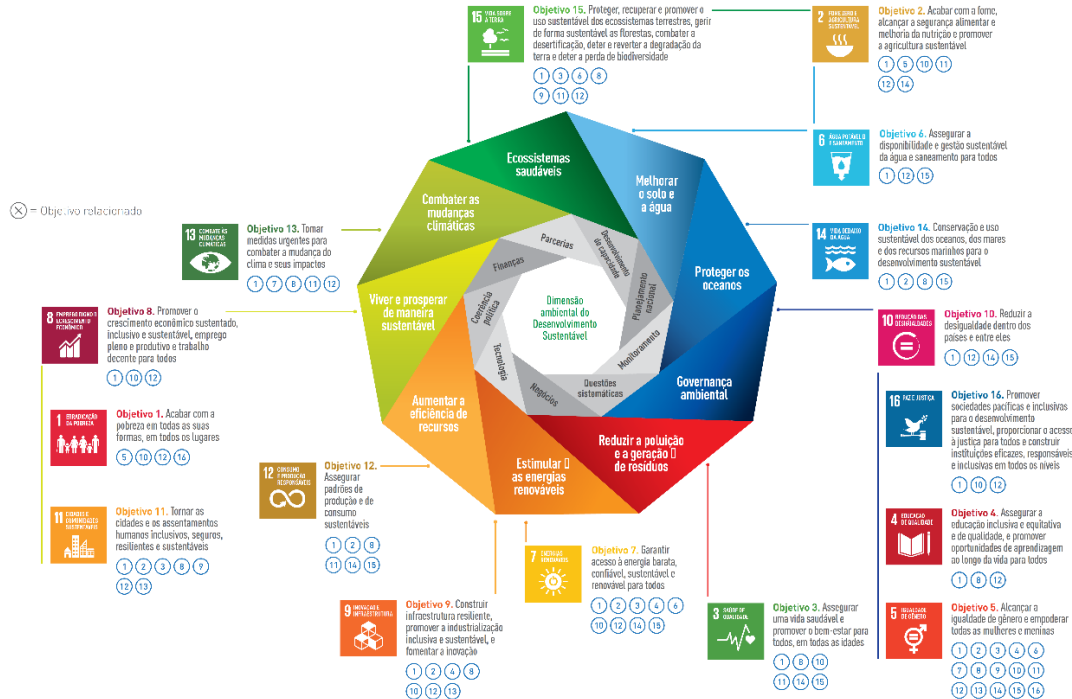 15 VIDA SOBRE
A TERRA
Objetivo 15. Proteger, recuperar e promover o
uso sustentável dos ecossistemas terrestres, gerir
de forma sustentável as florestas, combater a
desertificação, deter e reverter a degradação da
terra e deter a perda de biodiversidade
1 3 6 8
9 11 12
2 FOME ZERO E
AGRICULTURA
SUSTENTÁVEL
Objetivo 2. Acabar com a fome,
alcançar a segurança alimentar e
melhoria da nutrição e promover
a agricultura sustentável
1 5 10 11
12 14
6 ÁGUA POTÁVEL
E SANEAMENTO
Objetivo 6. Assegurar a
disponibilidade e gestão sustentável
da água e saneamento para todos
1 12 15
X = Objetivo relacionado
13 COMBATE ÀS
MUDANÇAS
CLIMÁTICAS
Objetivo 13. Tomar
medidas urgentes para
combater a mudança do
clima e seus impactos
1 7 8 11 12
14 VIDA DEBAIXO
DA ÁGUA
Objetivo 14. Conservação e uso
sustentável dos oceanos, dos mares
e dos recursos marinhos para o
desenvolvimento sustentável
1 2 8 15
8 EMPREGO DIGNO E
CRESCIMENTO
ECONÔMICO
Objetivo 8. Promover o
crescimento econômico sustentado,
inclusivo e sustentável, emprego
pleno e produtivo e trabalho
decente para todos
1 10 12
10 REDUÇÃO DAS
DESIGUALDADES
Objetivo 10. Reduzir a
desigualdade dentro dos
países e entre eles
1 12 14 15
1 ERRADICAÇÃO
DA POBREZA
Objetivo 1. Acabar com a
pobreza em todas as suas
formas, em todos os lugares
5 10 12 16
16 PAZ E JUSTIÇA
Objetivo 16. Promover
sociedades pacíficas e inclusivas
para o desenvolvimento
sustentável, proporcionar o acesso
à justiça para todos e construir
instituições eficazes, responsáveis
e inclusivas em todos os níveis
1 10 12
11 CIDADES E
COMUNIDADES
SUSTENTÁVEIS
Objetivo 11. Tornar as
cidades e os assentamentos
humanos inclusivos, seguros,
resilientes e sustentáveis
1 2 3 8 9
12 13
12 CONSUMO
E PRODUÇÃO
RESPONSÁVEIS
Objetivo 12.
Assegurar
padrões de
produção e de
consumo
sustentáveis
1 2 8
11 14 15
4 EDUCAÇÃO
DE QUALIDADE
Objetivo 4. Assegurar a
educação inclusiva e equitativa
e de qualidade, e promover
oportunidades de aprendizagem
ao longo da vida para todos
1 8 12
9 INOVAÇÃO E
INFRAESTRUTURA
Objetivo 9. Construir
infraestrutura resiliente,
promover a industrialização
inclusiva e sustentável, e
fomentar a inovação
1 2 4 8
10 12 13
7 ENERGIAS
RENOVÁVEIS
Objetivo 7. Garantir
acesso à energia barata,
confiável, sustentável e
renovável para todos
1 2 3 4 6
10 12 14 15
3 SAÚDE DE
QUALIDADE
Objetivo 3. Assegurar
uma vida saudável e
promover o bem-estar para
todos, em todas as idades
1 8 10
11 14 15
5 IGUALDADE
DE GÊNERO
Objetivo 5. Alcançar a
igualdade de gênero e empoderar
todas as mulheres e meninas
1 2 3 4 6
7 8 9 10 11
12 13 14 15 16
Ecossistemas
saudáveis
Melhorar
o solo e
a água
Proteger os
oceanos
Governança
ambiental
Reduzir a poluição
e a geração
de resíduos
Estimular
as energias
renováveis
Aumentar a
eficiência de
recursos
Viver e prosperar
de maneira
sustentável
Combater as
mudanças
climáticas
Parcerias
Desenvolvimento
de capacidade
Planejamento
nacional
Monitoramento
Questões
sistemáticas
Negócios
Tecnologia
Coerência
política
Finanças
Dimensão
ambiental do
Desenvolvimento
Sustentável